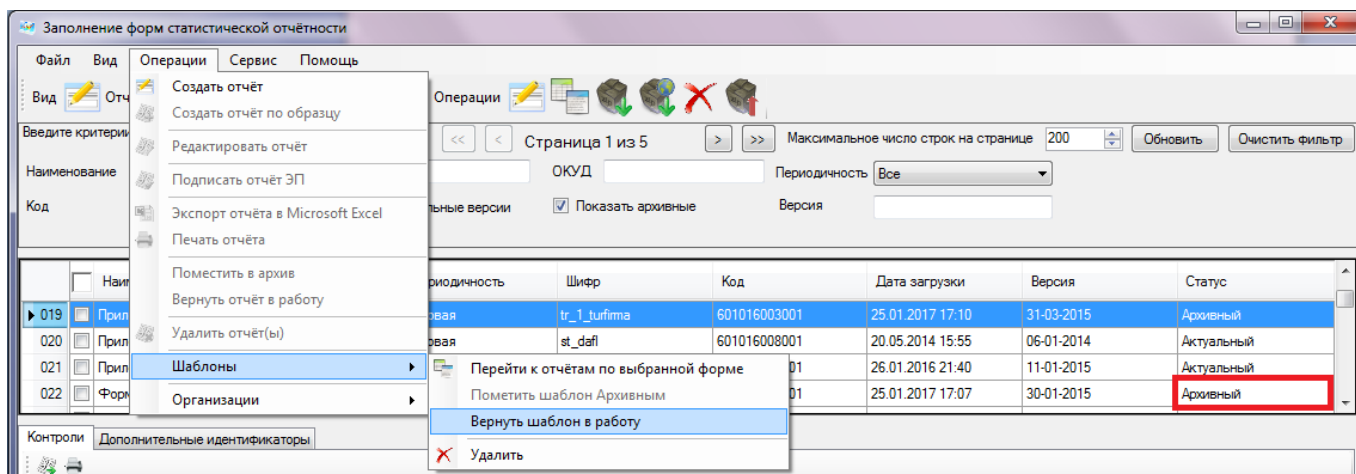 Заполнение форм статистической отчётности
Файл Вид Операции Сервис Помощь
Создать отчёт
Создать отчёт по образцу
Редактировать отчёт
Подписать отчёт ЭП
Экспорт отчёта в Microsoft Excel
Печать отчёта
Поместить в архив
Вернуть отчёт в работу
Удалить отчёт(ы)
Шаблоны
Организации
Перейти к отчётам по выбранной форме
Пометить шаблон Архивным
Вернуть шаблон в работу
Удалить
Вид Отч Операции
Введите критерии << < Страница 1 из 5 > >> Максимальное число строк на странице 200 Обновить Очистить фильтр
Наименование ОКУД Периодичность Все
Код льные версии Показать архивные Версия
Наим риодичность Шифр Код Дата загрузки Версия Статус
019 Прил овая tr_1_turfirma 601016003001 25.01.2017 17:10 31-03-2015 Архивный
020 Прил овая st_dafl 601016008001 20.05.2014 15:55 06-01-2014 Актуальный
021 Прил 01 26.01.2016 21:40 11-01-2015 Актуальный
022 Форм 01 25.01.2017 17:07 30-01-2015 Архивный
Контроли Дополнительные идентификаторы